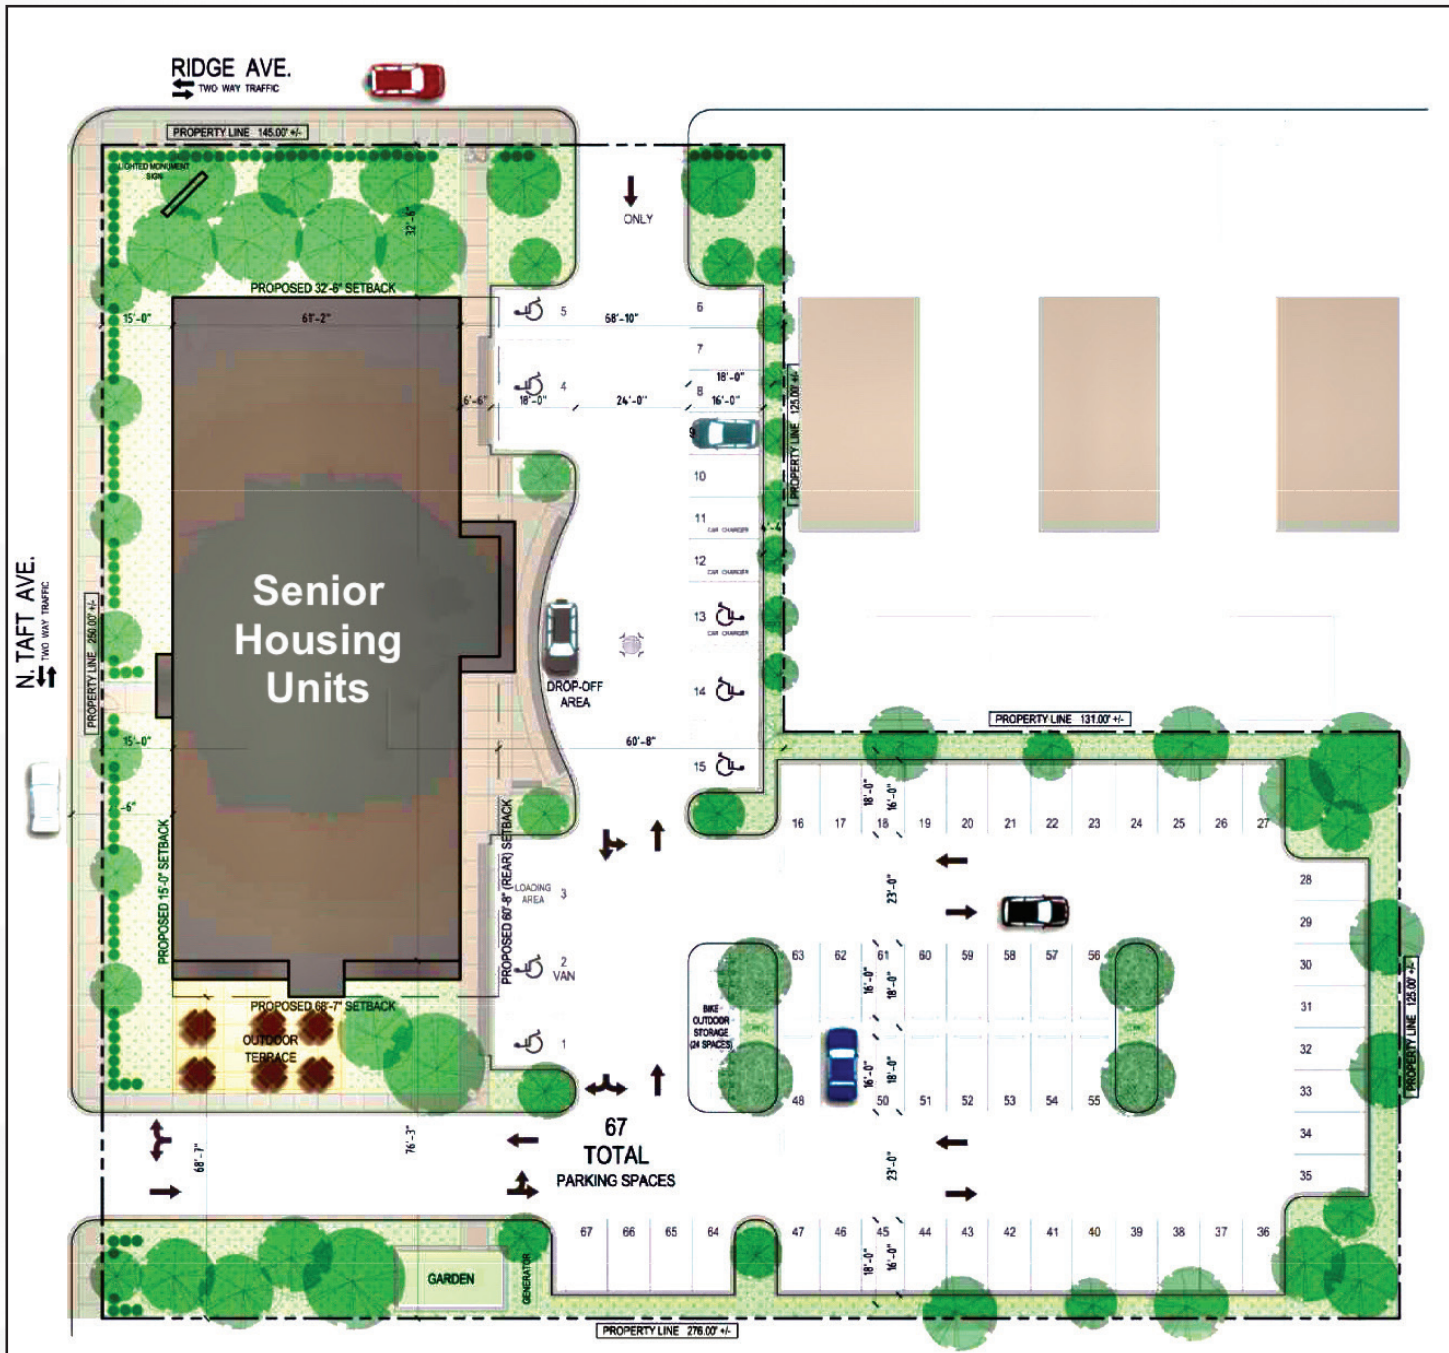 RIDGE AVE.
TWO WAY TRAFFIC
PROPERTY LINE 145.00' +/-
LIGHTED MONUMENT
SIGN
32'-6"
ONLY
PROPOSED 32'-6" SETBACK
15'-0"
61'-2"
5
68'-10"
6
7
4
18'-0"
8
6'-6"
18'-0"
24'-0"
16'-0"
PROPERTY LINE 125.00' +/-
9
10
11
CAR CHARGER
4'-4"
12
CAR CHARGER
13
CAR CHARGER
14
15
N. TAFT AVE.
TWO WAY TRAFFIC
PROPERTY LINE 250.00' +/-
Senior
Housing
Units
DROP-OFF
AREA
15'-0"
60'-8"
PROPERTY LINE 131.00' +/-
-6"
PROPOSED 15'-0" SETBACK
PROPOSED 60'-8" (REAR) SETBACK
18'-0"
16'-0"
16 17 18 19 20 21 22 23 24 25 26 27
LOADING
AREA
3
23'-0"
28
29
30
31
32
33
34
35
PROPERTY LINE 125.00' +/-
2
VAN
1
63 62 61 60 59 58 57 56
16'-0"
18'-0"
BIKE
OUTDOOR
STORAGE
(24 SPACES)
16'-0"
18'-0"
48 50 51 52 53 54 55
PROPOSED 68'-7" SETBACK
OUTDOOR
TERRACE
68'-7"
76'-3"
67
TOTAL
PARKING SPACES
23'-0"
67 66 65 64 47 46 45 44 43 42 41 40 39 38 37 36
18'-0"
16'-0"
GARDEN
GENERATOR
PROPERTY LINE 276.00' +/-